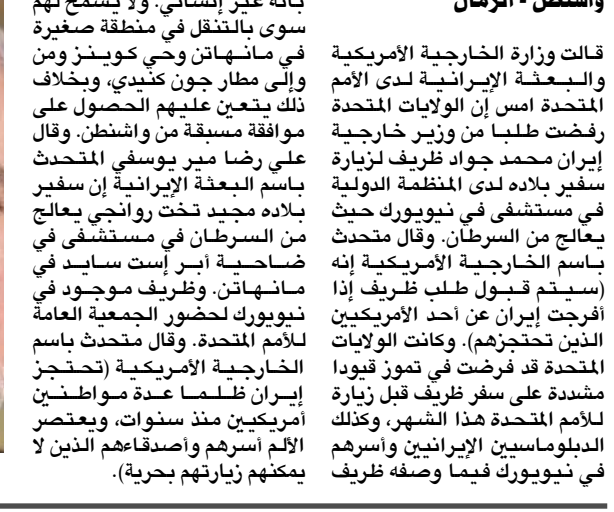 واشنطن - الزمان
قالت وزارة الخارجية الأمريكية
والبعثة الإيرانية لدى الأمم
المتحدة امس إن الولايات المتحدة
رفضت طلبا من وزير خارجية
إيران محمد جواد ظريف لزيارة
سفير بلاده لدى المنظمة الدولية
في مستشفى في نيويورك حيث
يعالج من السرطان. وقال متحدث
باسم الخارجية الأمريكية إنه
(سيتم قبول طلب ظريف إذا
أفرجت إيران عن أحد الأمريكيين
الذين تحتجزهم). وكانت الولايات
المتحدة قد فرضت في تموز قيودا
مشددة على سفر ظريف قبل زيارة
للأمم المتحدة هذا الشهر، وكذلك
الدبلوماسيين الإيرانيين وأسرهم
في نيويورك فيما وصفه ظريف
بأنه غير إنساني. ولا يسمح لهم
سوى بالتنقل في منطقة صغيرة
في مانهاتن وحي كوينز ومن
وإلى مطار جون كنيدي، وبخلاف
ذلك يتعين عليهم الحصول على
موافقة مسبقة من واشنطن. وقال
علي رضا مير يوسفي المتحدث
باسم البعثة الإيرانية إن سفير
بلاده مجيد تخت روانجي يعالج
من السرطان في مستشفى في
ضاحية أبر إست سايد في
مانهاتن. وظريف موجود في
نيويورك لحضور الجمعية العامة
للأمم المتحدة. وقال متحدث باسم
الخارجية الأمريكية (تحتجز
إيران ظلما عدة مواطنين
أمريكيين منذ سنوات، ويعتصر
الألم أسرهم وأصدقاءهم الذين لا
يمكنهم زيارتهم بحرية).